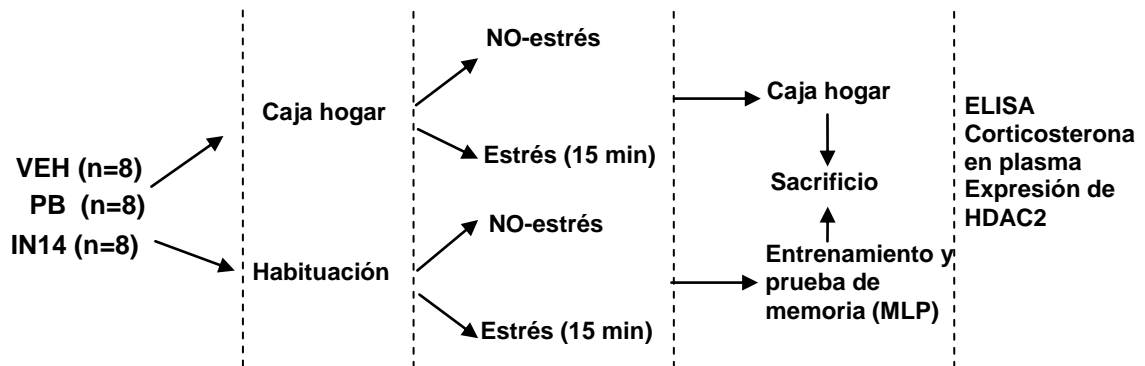 VEH (n=8)
PB (n=8)
IN14 (n=8)
Caja hogar
Habituación
NO-estrés
Estrés (15 min)
NO-estrés
Estrés (15 min)
Caja hogar
Sacrificio
Entrenamiento y
prueba de
memoria (MLP)
ELISA
Corticosterona
en plasma
Expresión de
HDAC2